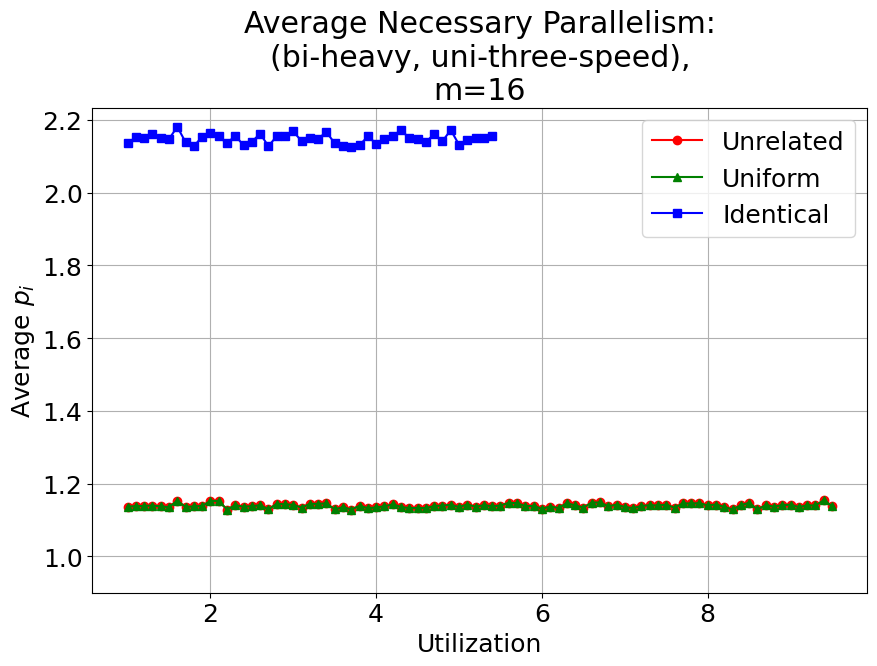 Average Necessary Parallelism:
(bi-heavy, uni-three-speed),
m=16
2.2
2.0
1.8
1.6
1.4
1.2
1.0
Average $p_i$
Unrelated
Uniform
Identical
2
4
6
8
Utilization